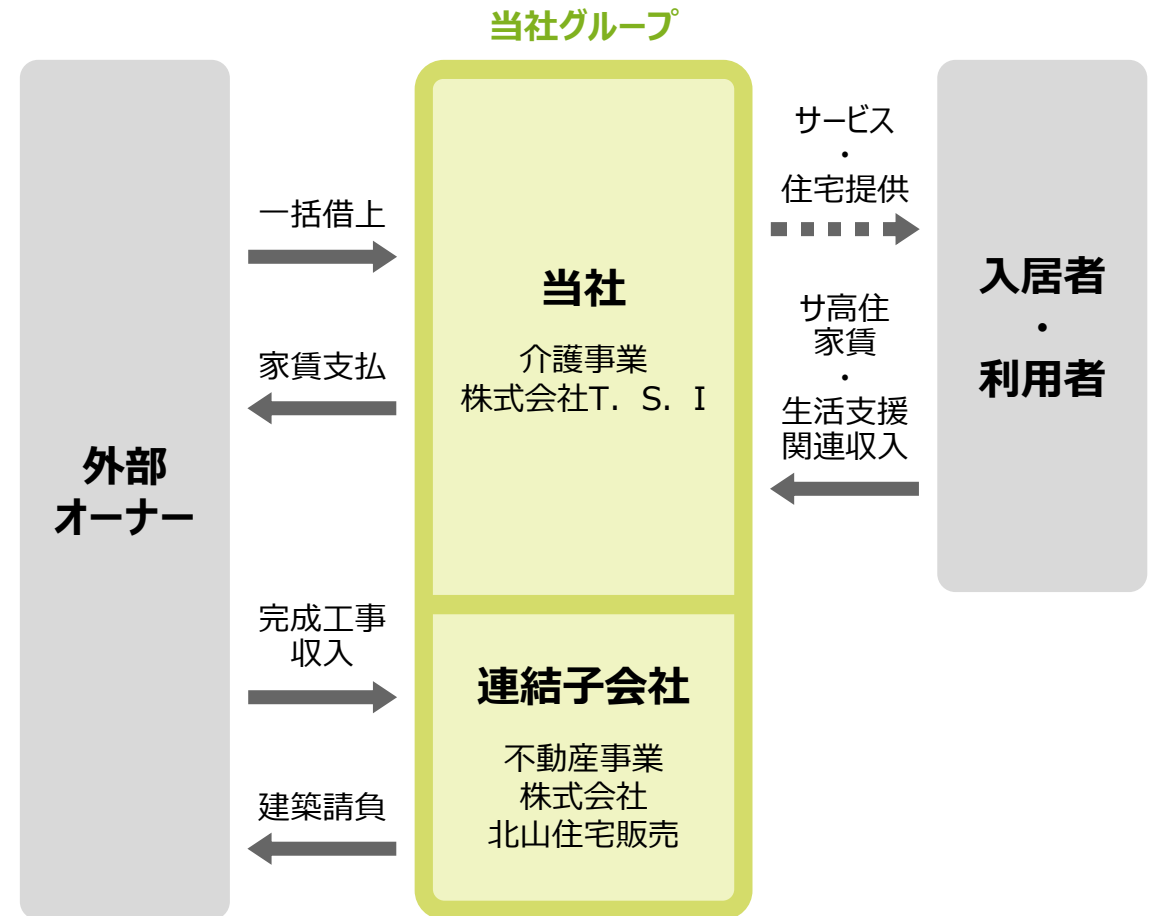 当社グループ
外部
オーナー
一括借上
家賃支払
完成工事
収入
建築請負
当社
介護事業
株式会社T．S．I
連結子会社
不動産事業
株式会社
北山住宅販売
サービス
・
住宅提供
サ高住
家賃
・
生活支援
関連収入
入居者
・
利用者